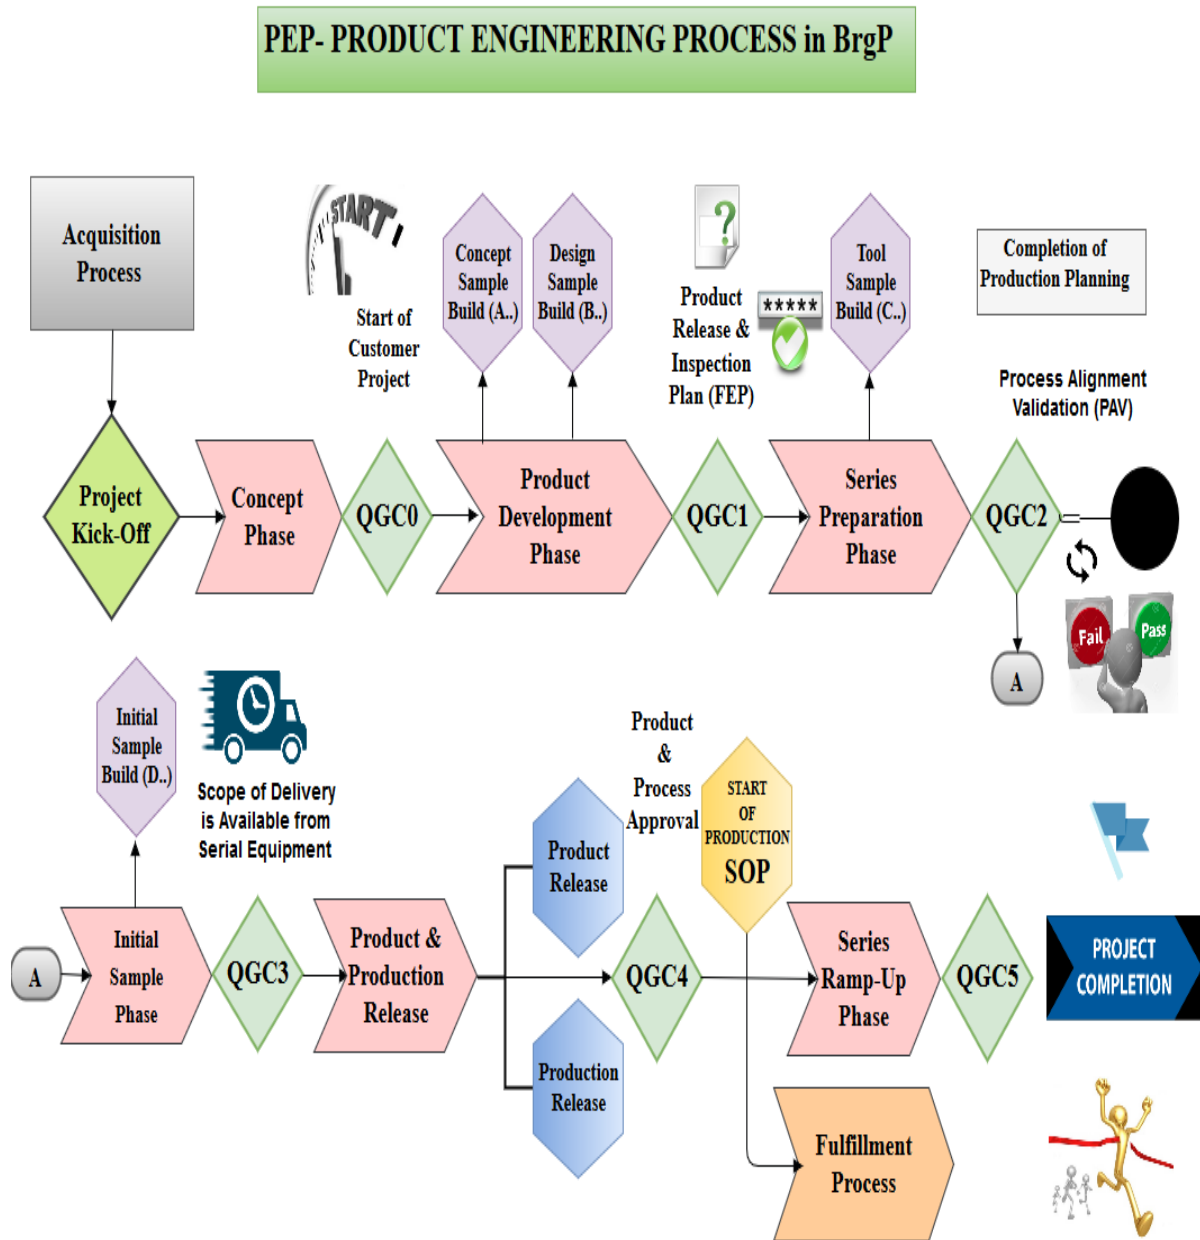 PEP- PRODUCT ENGINEERING PROCESS in BrgP
Acquisition
Process
START
Start of
Customer
Project
Concept
Sample
Build (A..)
Design
Sample
Build (B..)
?
Product
Release &
Inspection
Plan (FEP)
*****
Tool
Sample
Build (C..)
Completion of
Production Planning
Process Alignment
Validation (PAV)
Project
Kick-Off
Concept
Phase
QGC0
Product
Development
Phase
QGC1
Series
Preparation
Phase
QGC2
Fail
Pass
A
Initial
Sample
Build (D..)
Scope of Delivery
is Available from
Serial Equipment
Product
&
Process
Approval
START
OF
PRODUCTION
SOP
Product
Release
A
Initial
Sample
Phase
QGC3
Product &
Production
Release
QGC4
Series
Ramp-Up
Phase
QGC5
PROJECT
COMPLETION
Production
Release
Fulfillment
Process